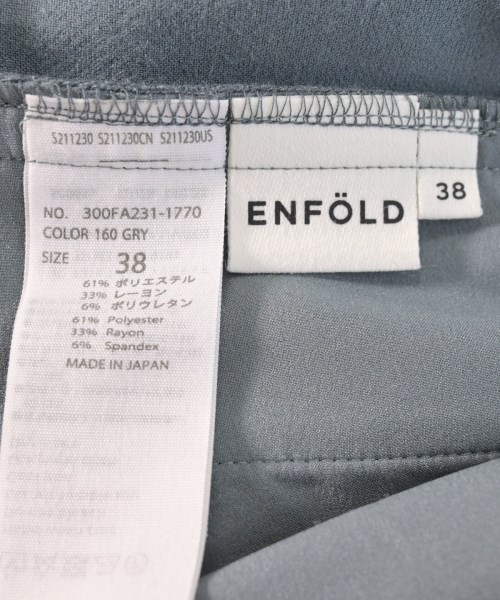 S211230 S211230CN S211230US
NO. 300FA231-1770
COLOR 160 GRY
SIZE 38
61% ポリエステル
33% レーヨン
6% ポリウレタン
61% Polyester
33% Rayon
6% Spandex
MADE IN JAPAN
ENFÖLD
38